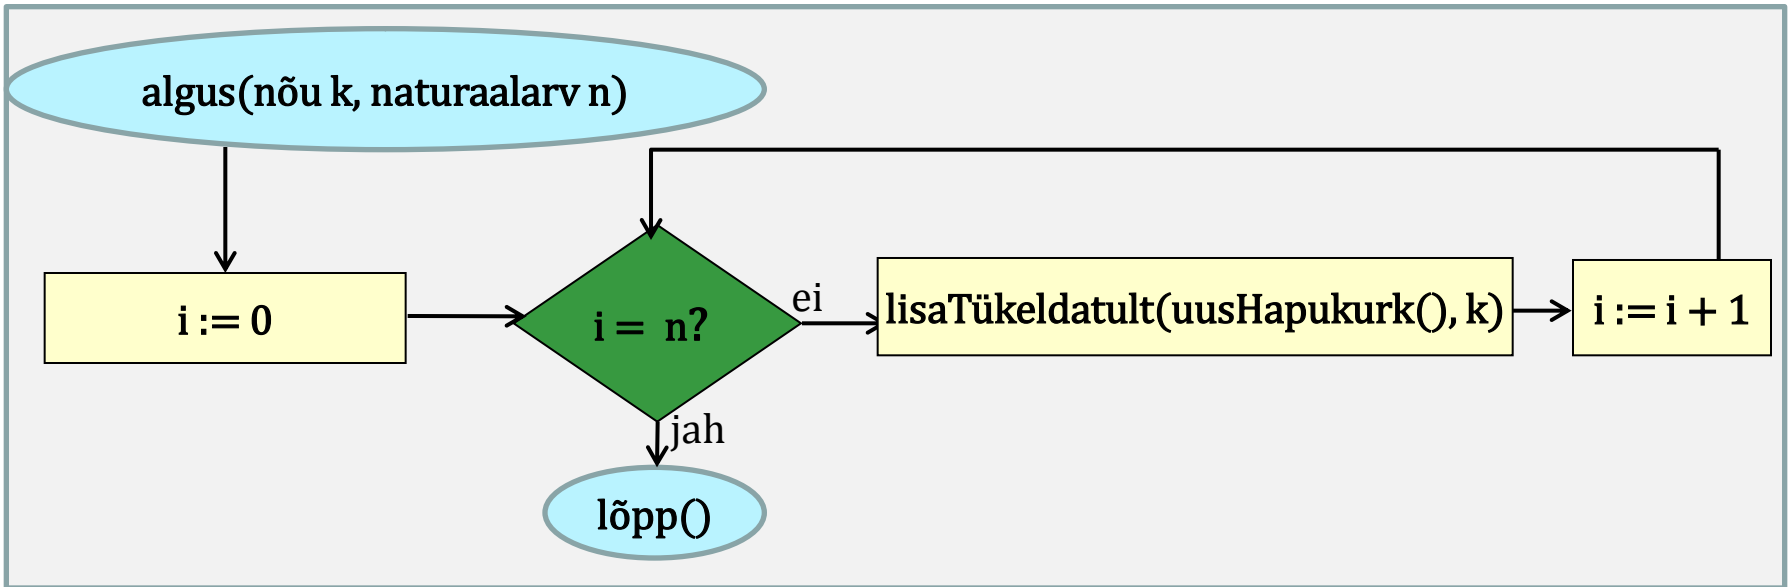 algus(nõu k, naturaalarv n)
i := 0
i = n?
ei
lisaTükeldatult(uusHapukurk(), k)
i := i + 1
jah
lõpp()